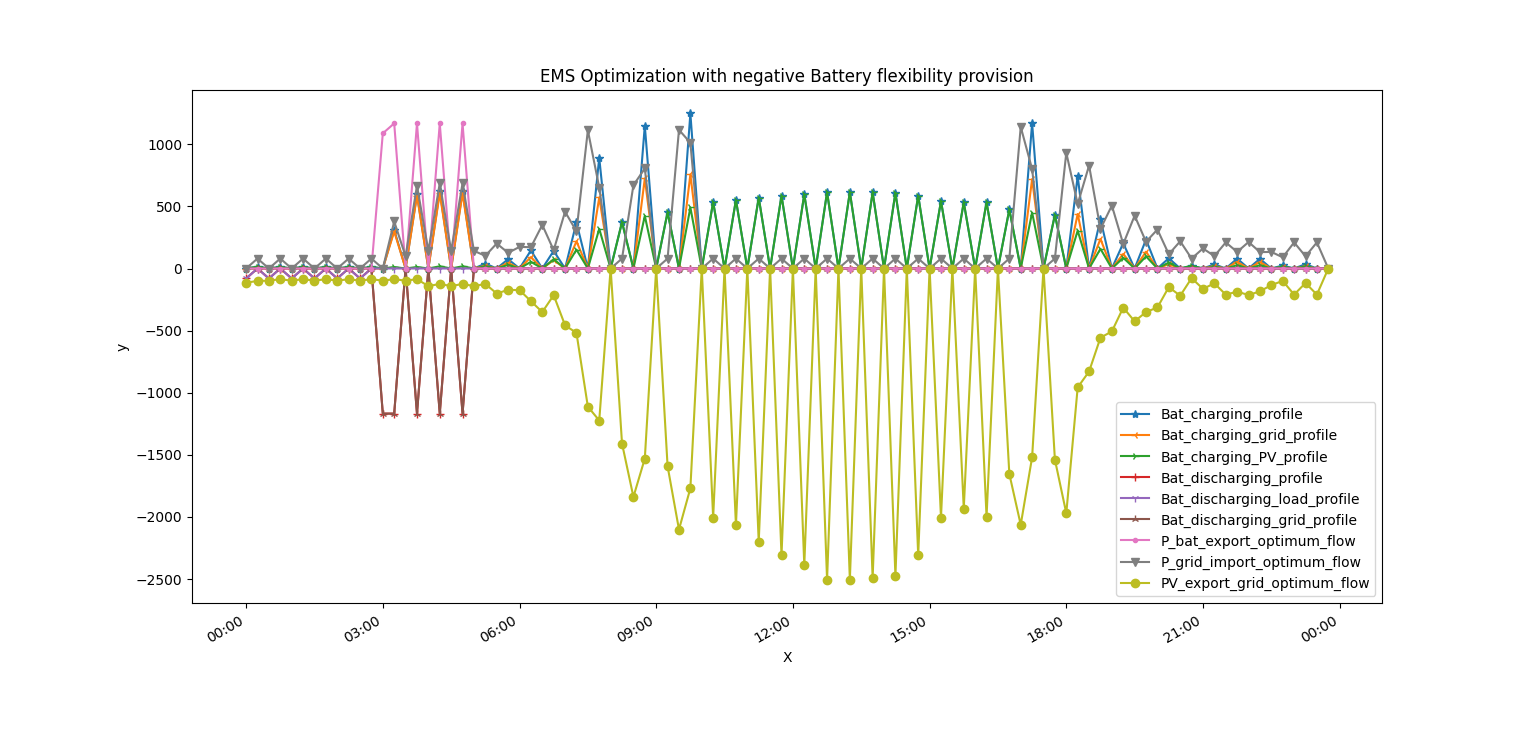 EMS Optimization with negative Battery flexibility provision
1000
500
0
−500
−1000
−1500
−2000
−2500
y
00:00
03:00
06:00
09:00
12:00
15:00
18:00
21:00
00:00
X
Bat_charging_profile
Bat_charging_grid_profile
Bat_charging_PV_profile
Bat_discharging_profile
Bat_discharging_load_profile
Bat_discharging_grid_profile
P_bat_export_optimum_flow
P_grid_import_optimum_flow
PV_export_grid_optimum_flow